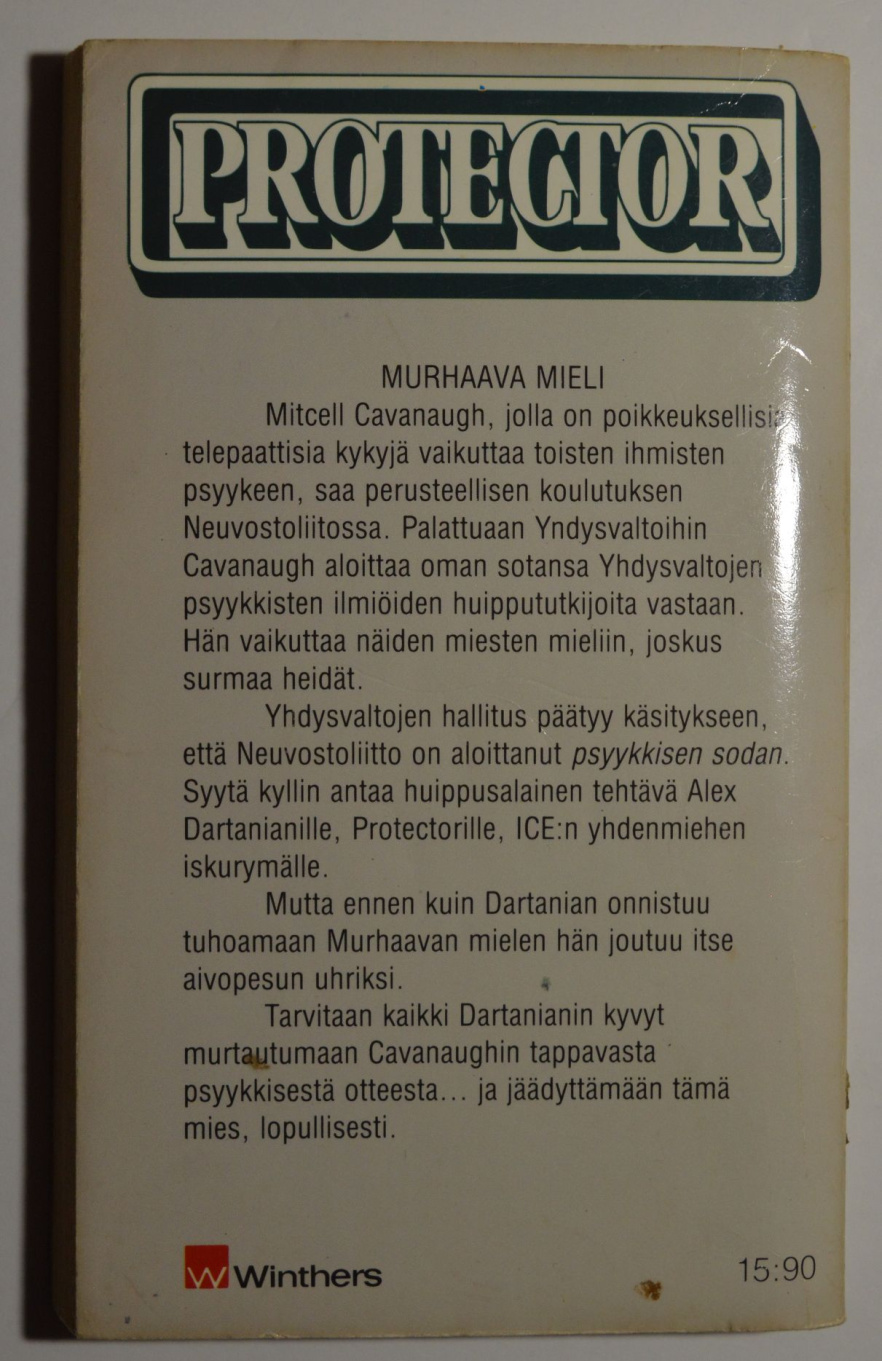 PROTECTOR
MURHAAVA MIELI
Mitcell Cavanaugh, jolla on poikkeuksellisia
telepaattisia kykyjä vaikuttaa toisten ihmisten
psyykeen, saa perusteellisen koulutuksen
Neuvostoliitossa. Palattuaan Yndysvaltoihin
Cavanaugh aloittaa oman sotansa Yhdysvaltojen
psyykkisten ilmiöiden huippututkijoita vastaan.
Hän vaikuttaa näiden miesten mieliin, joskus
surmaa heidät.
Yhdysvaltojen hallitus päätyy käsitykseen,
että Neuvostoliitto on aloittanut psyykkisen sodan.
Syytä kyllin antaa huippusalainen tehtävä Alex
Dartanianille, Protectorille, ICE:n yhdenmiehen
iskurymälle.
Mutta ennen kuin Dartanian onnistuu
tuhoamaan Murhaavan mielen hän joutuu itse
aivopesun uhriksi.
Tarvitaan kaikki Dartanianin kyvyt
murtautumaan Cavanaughin tappavasta
psyykkisestä otteesta... ja jäädyttämään tämä
mies, lopullisesti.
W Winthers
15:90